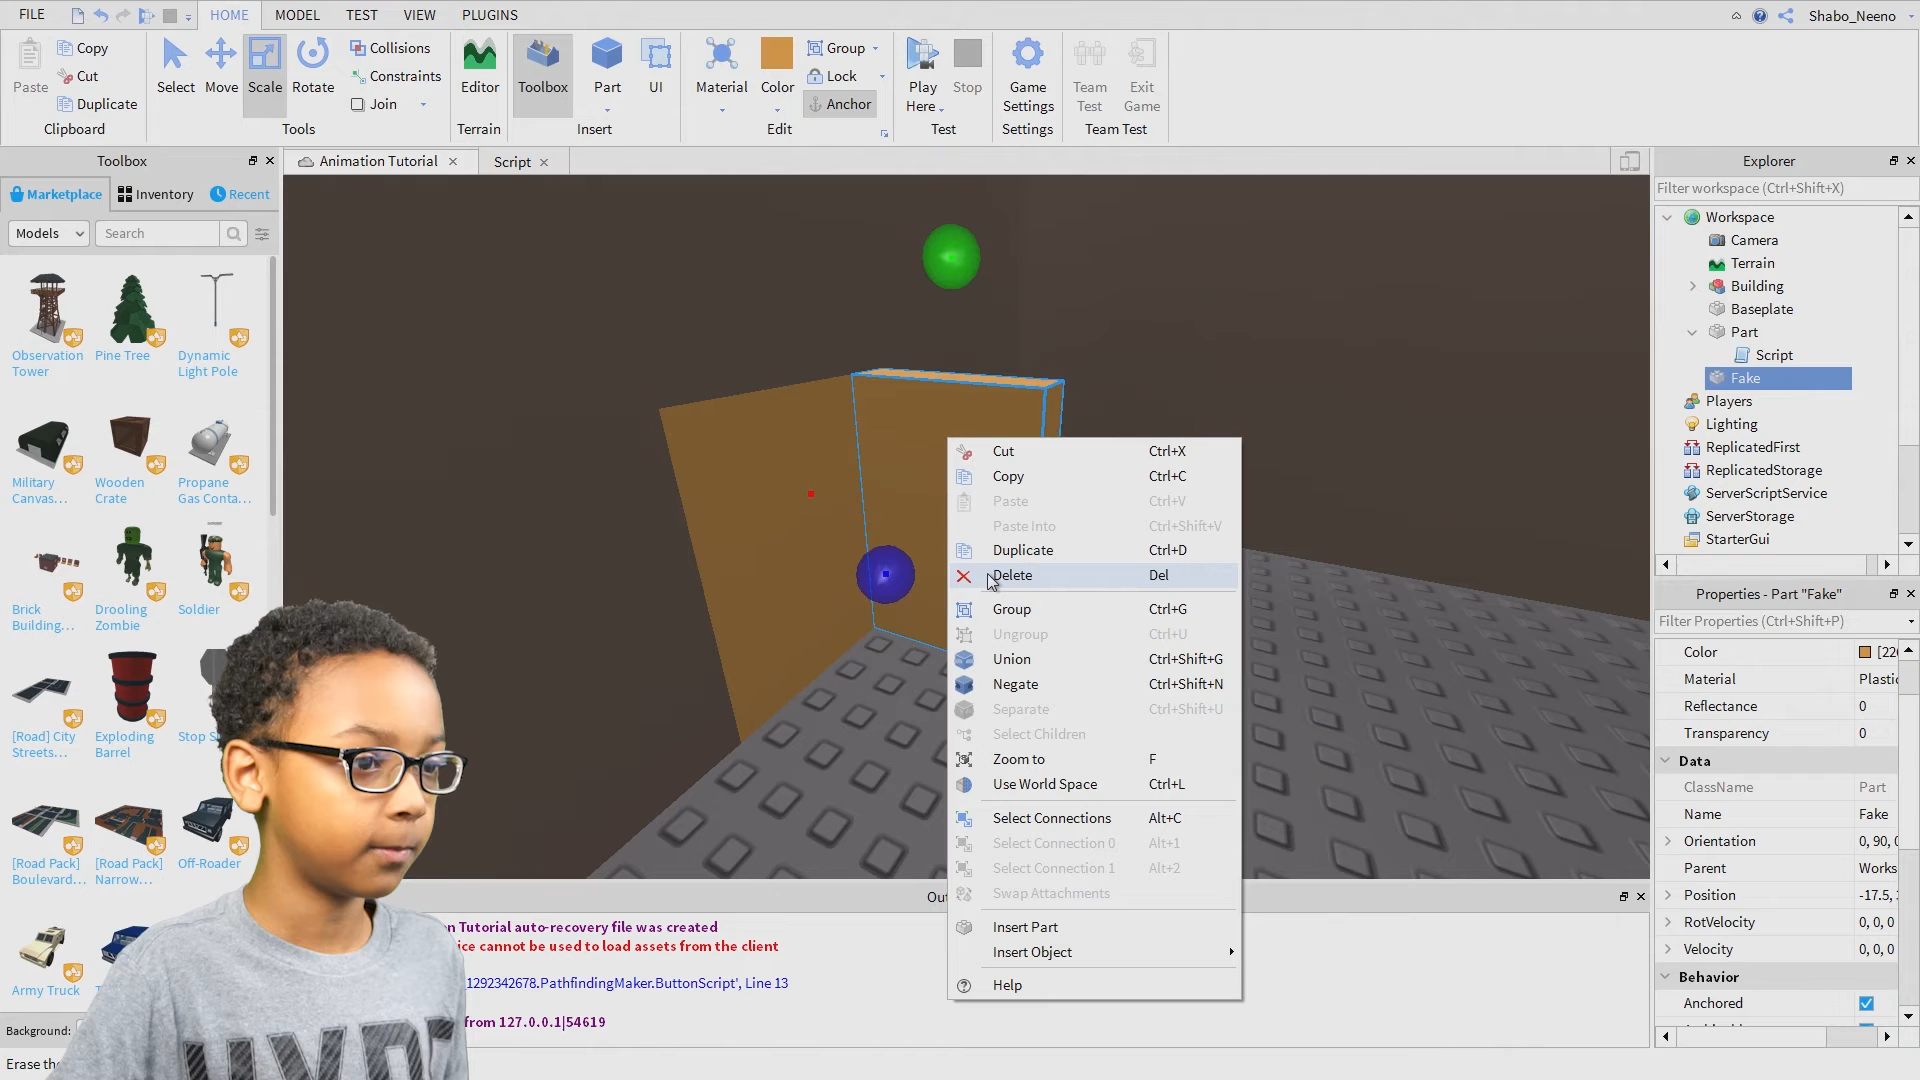 FILE
HOME
MODEL
TEST
VIEW
PLUGINS
Shabo_Neeno
Paste
Copy
Cut
Duplicate
Clipboard
Select
Move
Scale
Rotate
Collisions
Constraints
Join
Tools
Editor
Terrain
Toolbox
Part
UI
Insert
Material
Color
Group
Lock
Anchor
Edit
Play
Here
Stop
Test
Game
Settings
Settings
Team
Test
Exit
Game
Team Test
Toolbox
Marketplace
Inventory
Recent
Models
Search
Observation
Tower
Pine Tree
Dynamic
Light Pole
Military
Canvas...
Wooden
Crate
Propane
Gas Conta...
Brick
Building...
Drooling
Zombie
Soldier
[Road] City
Streets...
Exploding
Barrel
Stop
[Road Pack]
Boulevard...
[Road Pack]
Narrow...
Off-Roader
Army Truck
Background:
Animation Tutorial
Script
Cut Ctrl+X
Copy Ctrl+C
Paste Ctrl+V
Paste Into Ctrl+Shift+V
Duplicate Ctrl+D
Delete Del
Group Ctrl+G
Ungroup Ctrl+U
Union Ctrl+Shift+G
Negate Ctrl+Shift+N
Separate Ctrl+Shift+U
Select Children
Zoom to F
Use World Space Ctrl+L
Select Connections Alt+C
Select Connection 0 Alt+1
Select Connection 1 Alt+2
Swap Attachments
Insert Part
Insert Object
Help
Tutorial auto-recovery file was created
cannot be used to load assets from the client
1292342678.PathfindingMaker.ButtonScript', Line 13
from 127.0.0.1|54619
Explorer
Filter workspace (Ctrl+Shift+X)
Workspace
Camera
Terrain
Building
Baseplate
Part
Script
Fake
Players
Lighting
ReplicatedFirst
ReplicatedStorage
ServerScriptService
ServerStorage
StarterGui
Properties - Part "Fake"
Filter Properties (Ctrl+Shift+P)
Color
Material
Reflectance 0
Transparency 0
Data
ClassName Part
Name Fake
Orientation 0, 90, 0
Parent
Position -17.5,
RotVelocity 0, 0, 0
Velocity 0, 0, 0
Behavior
Anchored
Erase